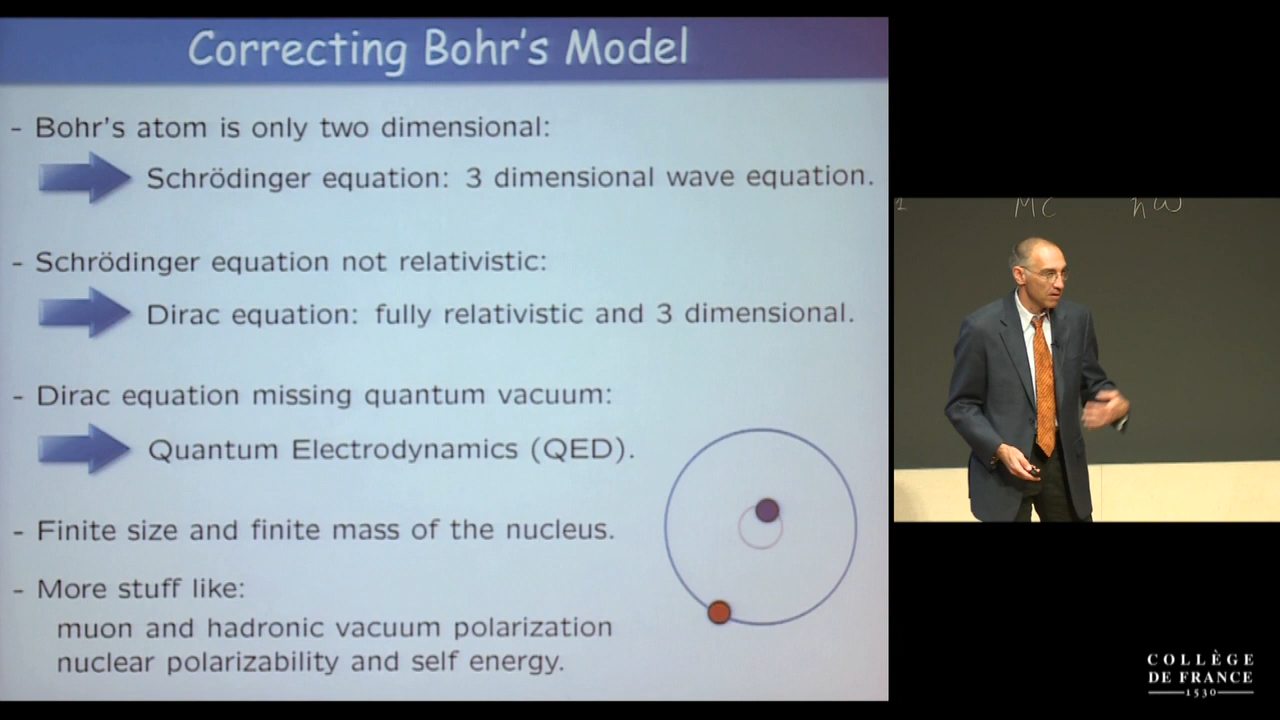 Correcting Bohr's Model
- Bohr's atom is only two dimensional:
Schrödinger equation: 3 dimensional wave equation.
- Schrödinger equation not relativistic:
Dirac equation: fully relativistic and 3 dimensional.
- Dirac equation missing quantum vacuum:
Quantum Electrodynamics (QED).
- Finite size and finite mass of the nucleus.
- More stuff like:
muon and hadronic vacuum polarization
nuclear polarizability and self energy.
COLLÈGE
DE FRANCE
1530